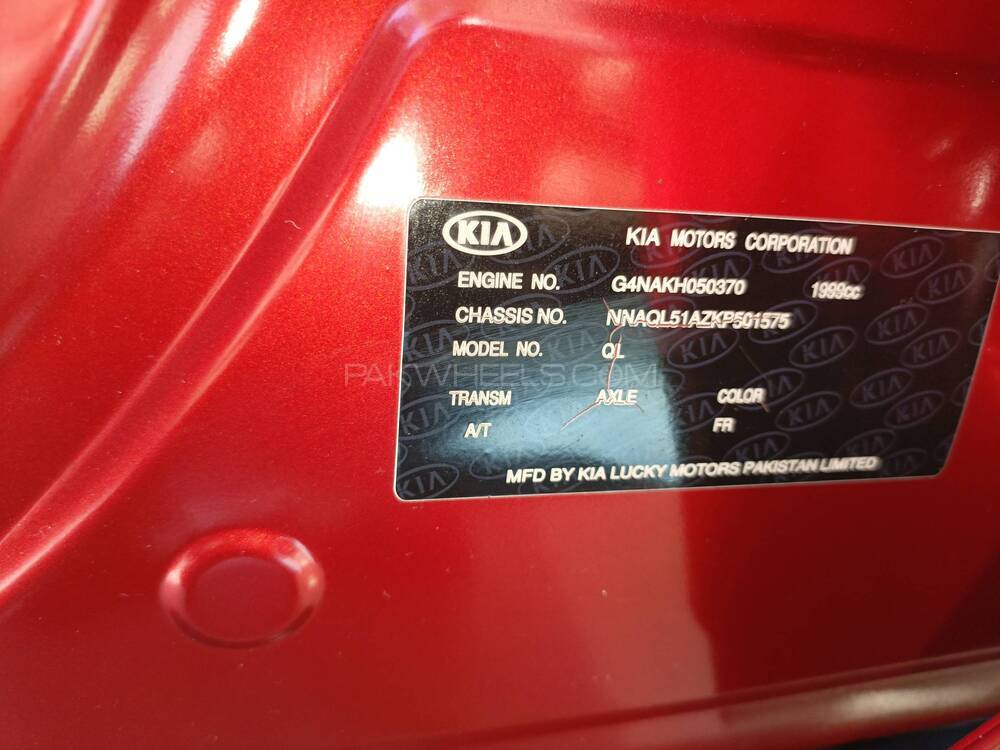 KIA KIA MOTORS CORPORATION
ENGINE NO. G4NAKH050370 1999cc
CHASSIS NO. NNAQL51AZKP501575
MODEL NO. QL
PAKWHEELS.COM
TRANSM AXLE COLOR
A/T FR
MFD BY KIA LUCKY MOTORS PAKISTAN LIMITED